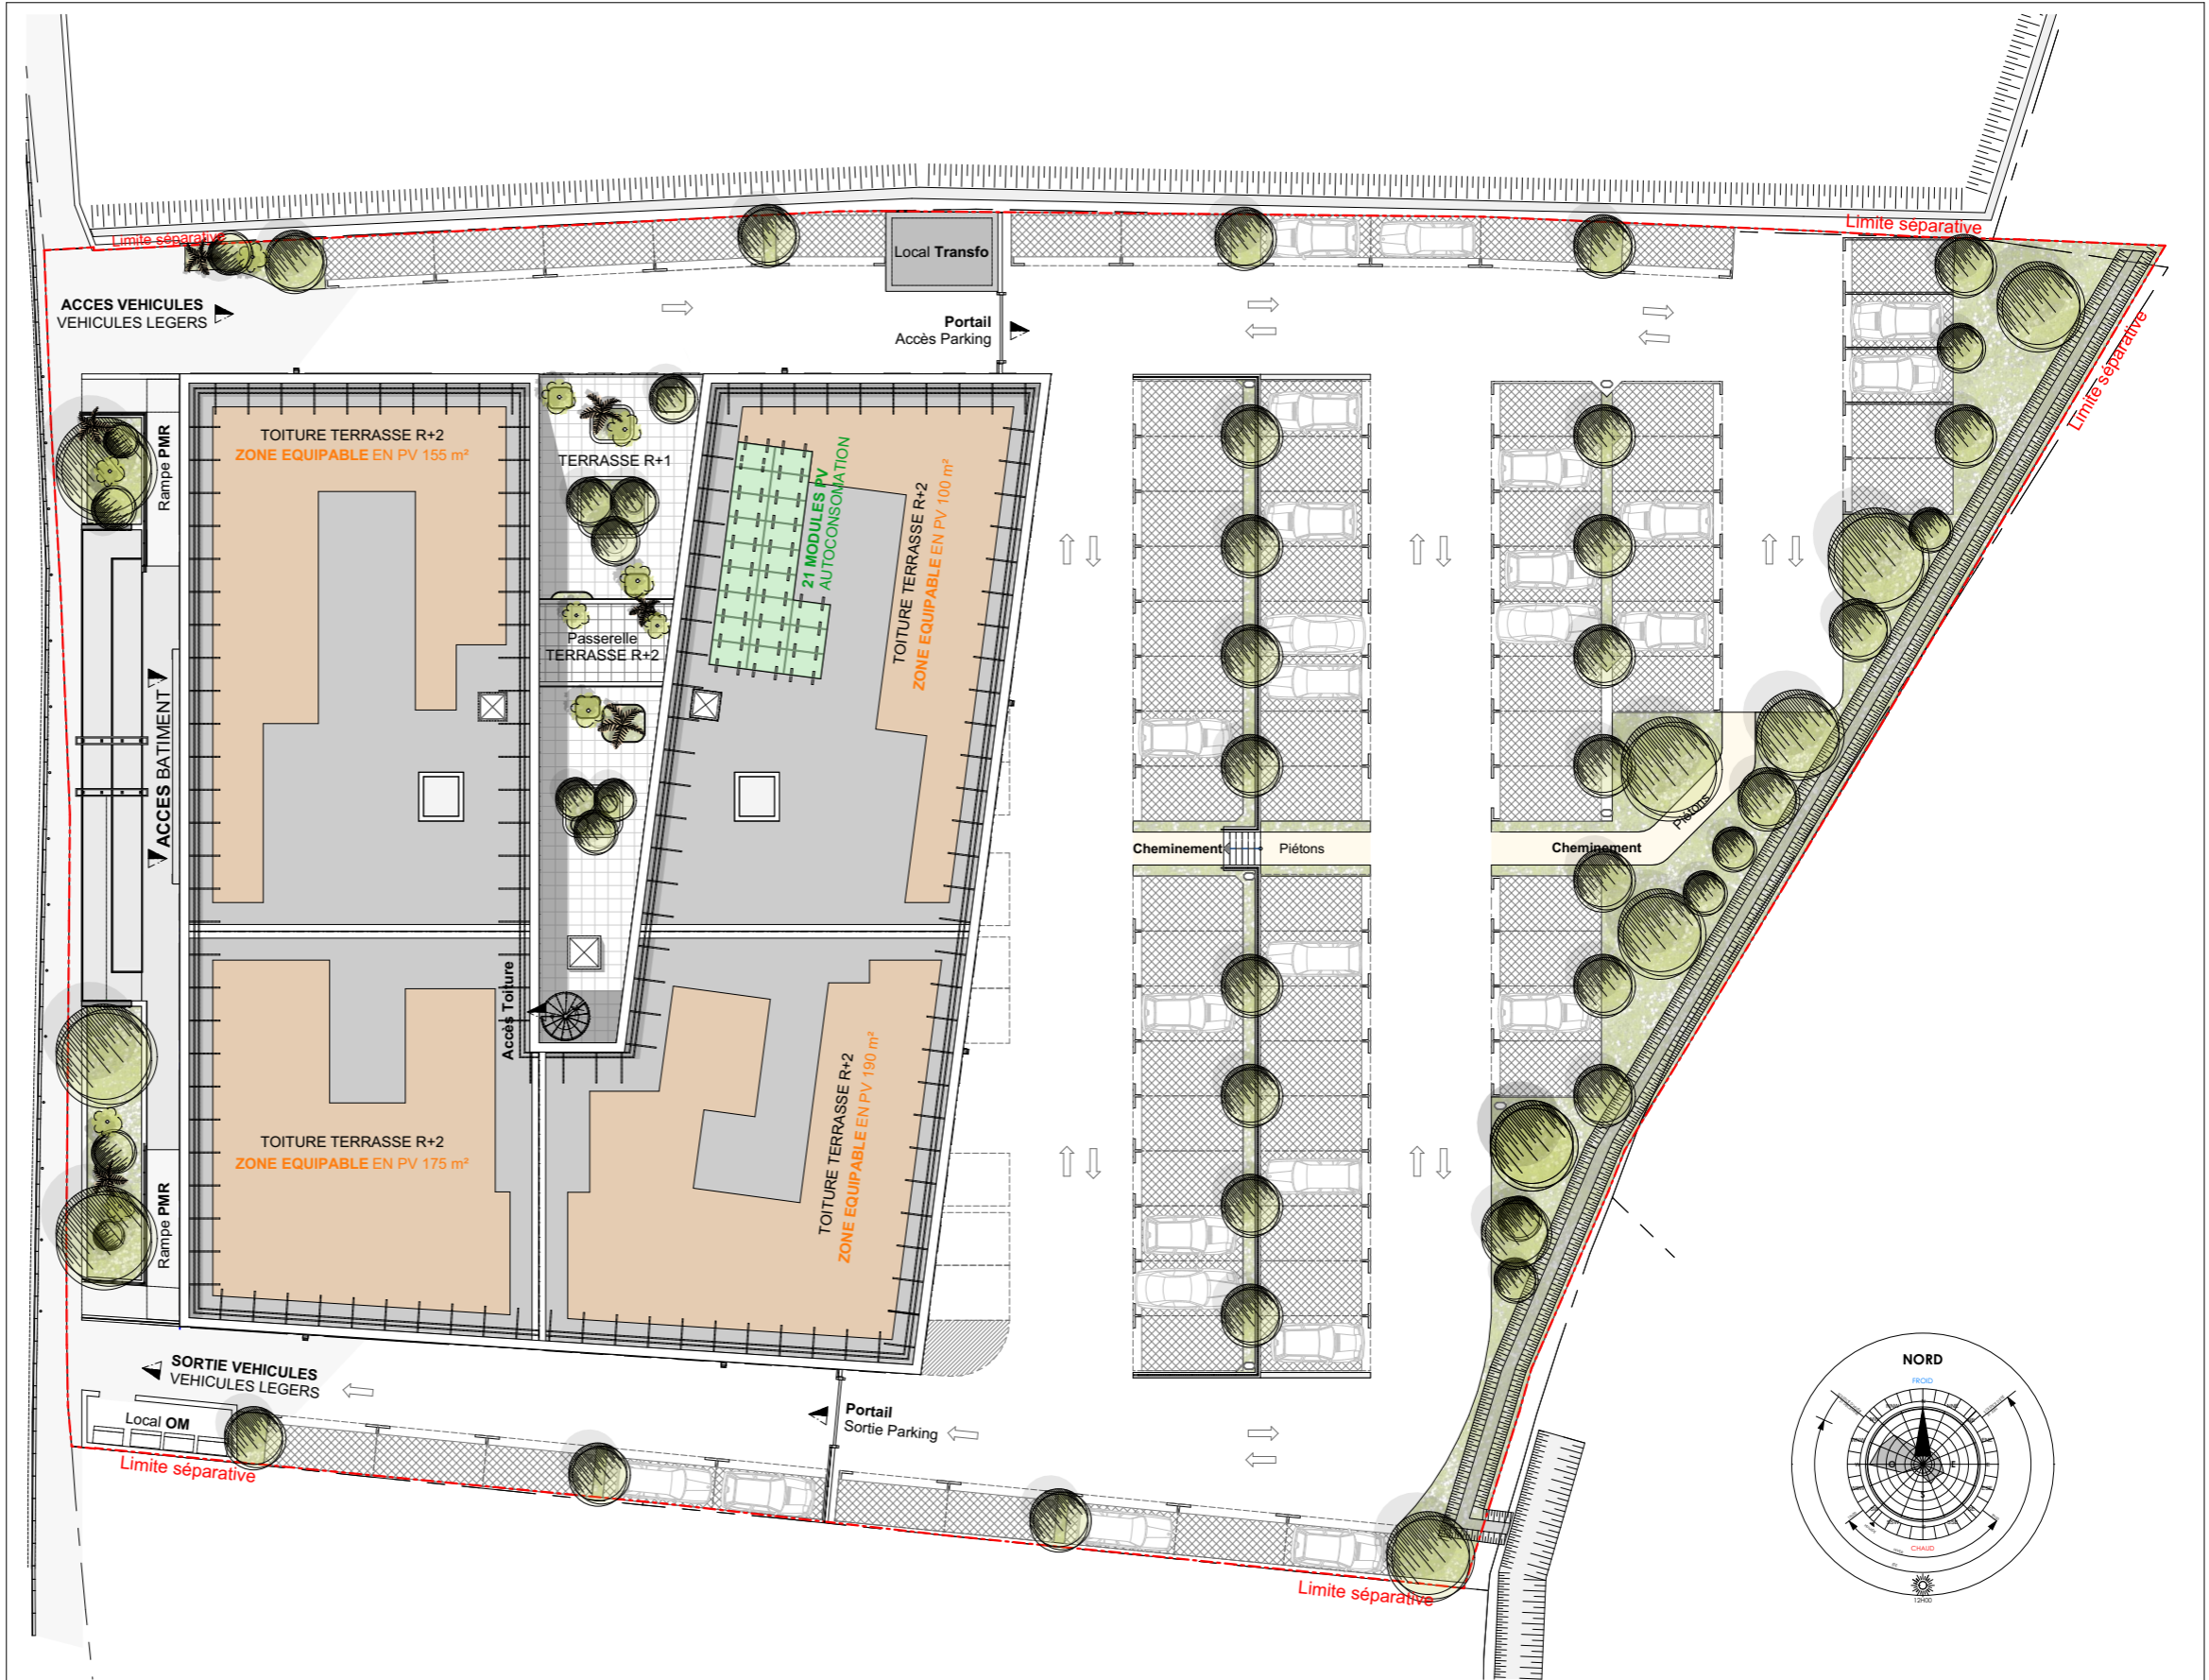 Limite séparative
Limite séparative
Local Transfo
ACCES VEHICULES
VEHICULES LEGERS
Portail
Accès Parking
Limite séparative
TOITURE TERRASSE R+2
ZONE EQUIPABLE EN PV 155 m²
Rampe PMR
TERRASSE R+1
21 MODULES PV
AUTOCONSOMATION
TOITURE TERRASSE R+2
ZONE EQUIPABLE EN PV 100 m²
Passerelle
TERRASSE R+2
ACCES BATIMENT
Piétons
Cheminement
Piétons
Cheminement
Accès Toiture
TOITURE TERRASSE R+2
ZONE EQUIPABLE EN PV 175 m²
TOITURE TERRASSE R+2
ZONE EQUIPABLE EN PV 190 m²
Rampe PMR
SORTIE VEHICULES
VEHICULES LEGERS
Local OM
Portail
Sortie Parking
Limite séparative
Limite séparative
NORD
FROID
O
E
S
CHAUD
12H00